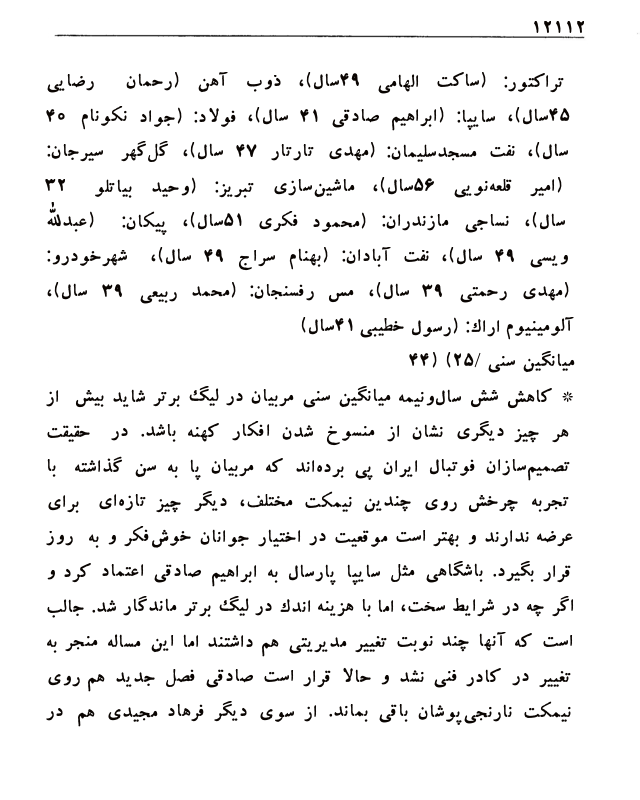 ۱۲۱۱۲
تراکتور: (ساکت الهامی ۴۹سال)، ذوب آهن (رحمان رضایی
۴۵سال)، سایپا: (ابراهیم صادقی ۴۱ سال)، فولاد: (جواد نکونام ۴۰
سال)، نفت مسجدسلیمان: (مهدی تارتار ۴۷ سال)، گل‌گهر سیرجان:
(امیر قلعه‌نویی ۵۶سال)، ماشین‌سازی تبریز: (وحید بیاتلو ۳۲
سال)، نساجی مازندران: (محمود فکری ۵۱سال)، پیکان: (عبدلله
ویسی ۴۹ سال)، نفت آبادان: (بهنام سراج ۴۹ سال)، شهرخودرو:
(مهدی رحمتی ۳۹ سال)، مس رفسنجان: (محمد ربیعی ۳۹ سال)،
آلومینیوم اراک: (رسول خطیبی ۴۱سال)
میانگین سنی /۲۵) (۴۴
* کاهش شش سال‌ونیمه میانگین سنی مربیان در لیگ برتر شاید بیش از
هر چیز دیگری نشان از منسوخ شدن افکار کهنه باشد. در حقیقت
تصمیم‌سازان فوتبال ایران پی برده‌اند که مربیان پا به سن گذاشته با
تجربه چرخش روی چندین نیمکت مختلف، دیگر چیز تازه‌ای برای
عرضه ندارند و بهتر است موقعیت در اختیار جوانان خوش‌فکر و به روز
قرار بگیرد. باشگاهی مثل سایپا پارسال به ابراهیم صادقی اعتماد کرد و
اگر چه در شرایط سخت، اما با هزینه اندک در لیگ برتر ماندگار شد. جالب
است که آنها چند نوبت تغییر مدیریتی هم داشتند اما این مساله منجر به
تغییر در کادر فنی نشد و حالا قرار است صادقی فصل جدید هم روی
نیمکت نارنجی‌پوشان باقی بماند. از سوی دیگر فرهاد مجیدی هم در